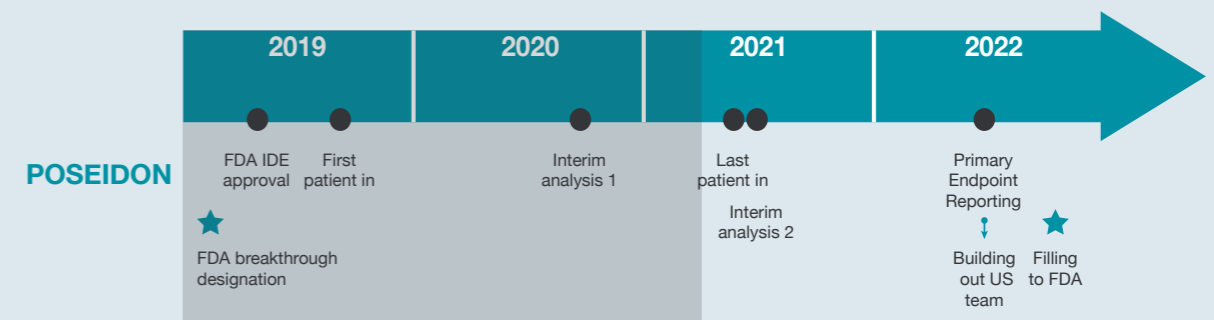 2019
2020
2021
2022
POSEIDON
FDA IDE
approval
First
patient in
Interim
analysis 1
Last
patient in
Interim
analysis 2
Primary
Endpoint
Reporting
FDA breakthrough
designation
Building
out US
team
Filling
to FDA